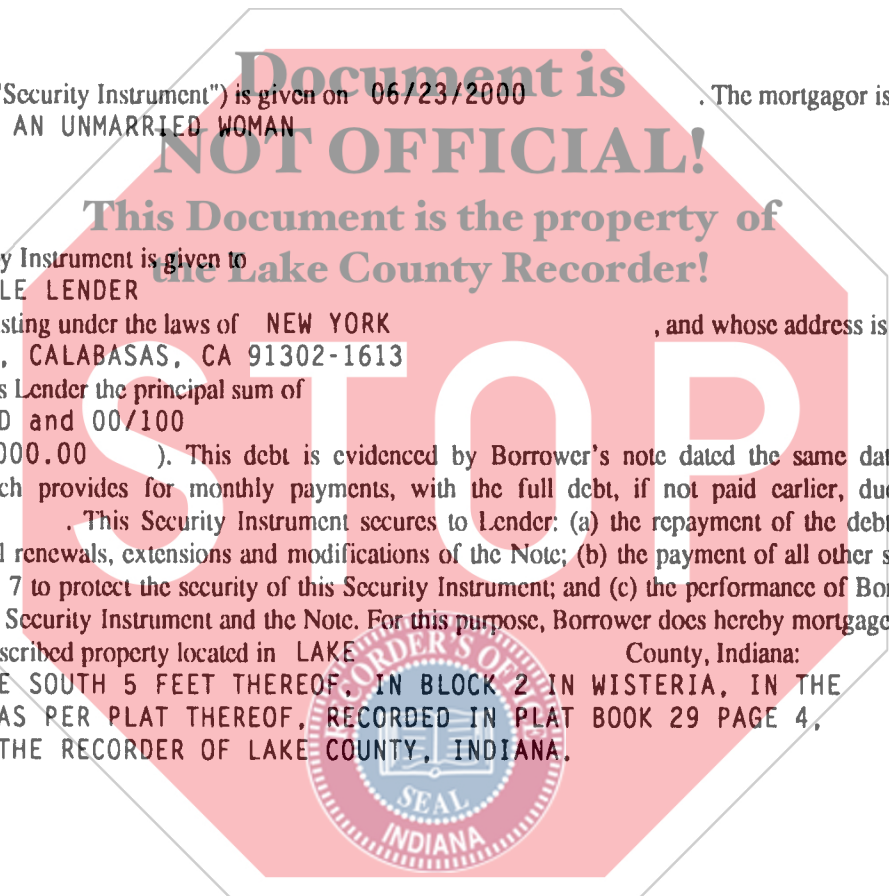 Document is
"Security Instrument") is given on 06/23/2000 . The mortgagor is
AN UNMARRIED WOMAN
NOT OFFICIAL!
This Document is the property of
y Instrument is given to
the Lake County Recorder!
LE LENDER
sting under the laws of NEW YORK , and whose address is
, CALABASAS, CA 91302-1613
s Lender the principal sum of
D and 00/100
000.00 ). This debt is evidenced by Borrower's note dated the same dat
ch provides for monthly payments, with the full debt, if not paid earlier, du
. This Security Instrument secures to Lender: (a) the repayment of the debt
l renewals, extensions and modifications of the Note; (b) the payment of all other s
7 to protect the security of this Security Instrument; and (c) the performance of Bor
Security Instrument and the Note. For this purpose, Borrower does hereby mortgage
scribed property located in LAKE County, Indiana:
E SOUTH 5 FEET THEREOF, IN BLOCK 2 IN WISTERIA, IN THE
AS PER PLAT THEREOF, RECORDED IN PLAT BOOK 29 PAGE 4,
THE RECORDER OF LAKE COUNTY, INDIANA.
STOP
RECORDER'S OFFICE
SEAL
INDIANA